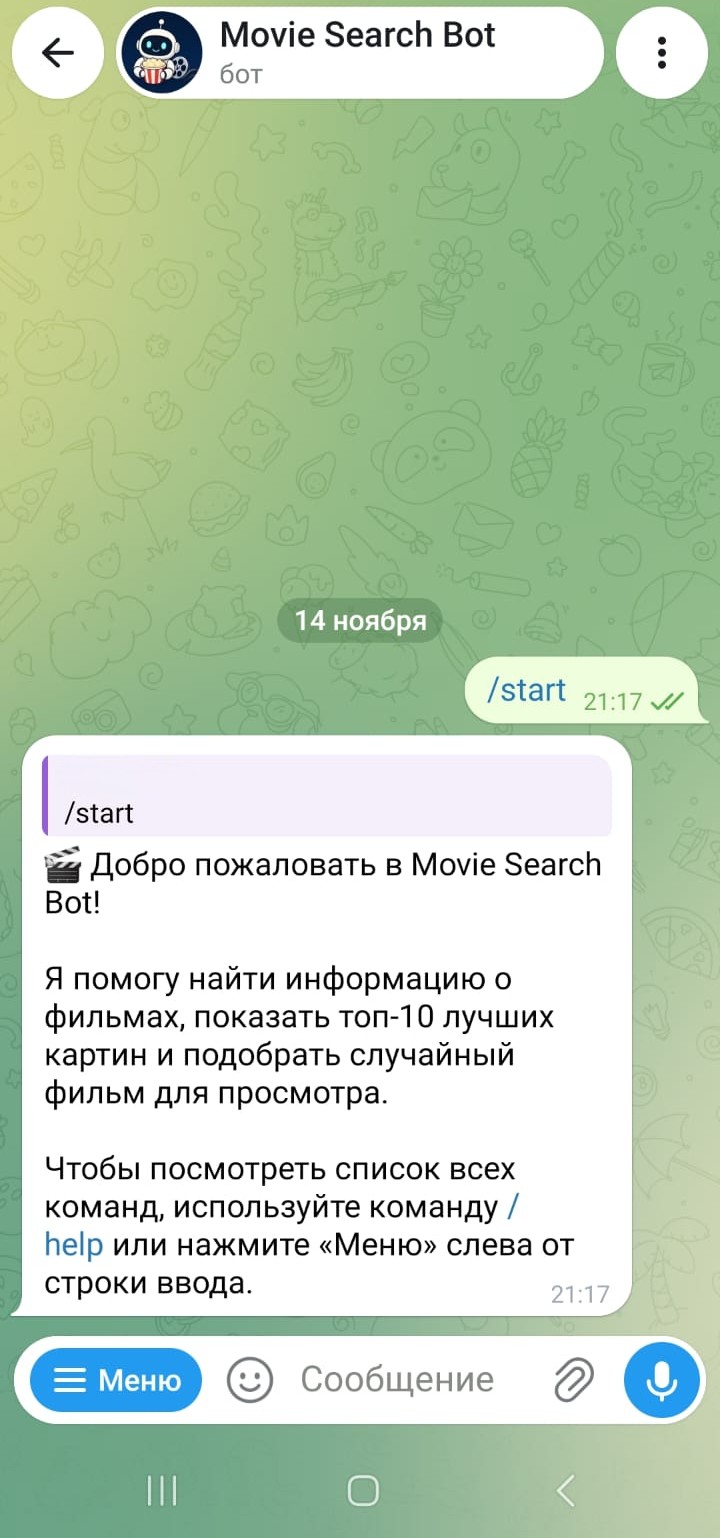 Movie Search Bot
бот
14 ноября
/start 21:17
/start
Добро пожаловать в Movie Search
Bot!
Я помогу найти информацию о
фильмах, показать топ-10 лучших
картин и подобрать случайный
фильм для просмотра.
Чтобы посмотреть список всех
команд, используйте команду /
help или нажмите «Меню» слева от
строки ввода.
21:17
Меню
Сообщение